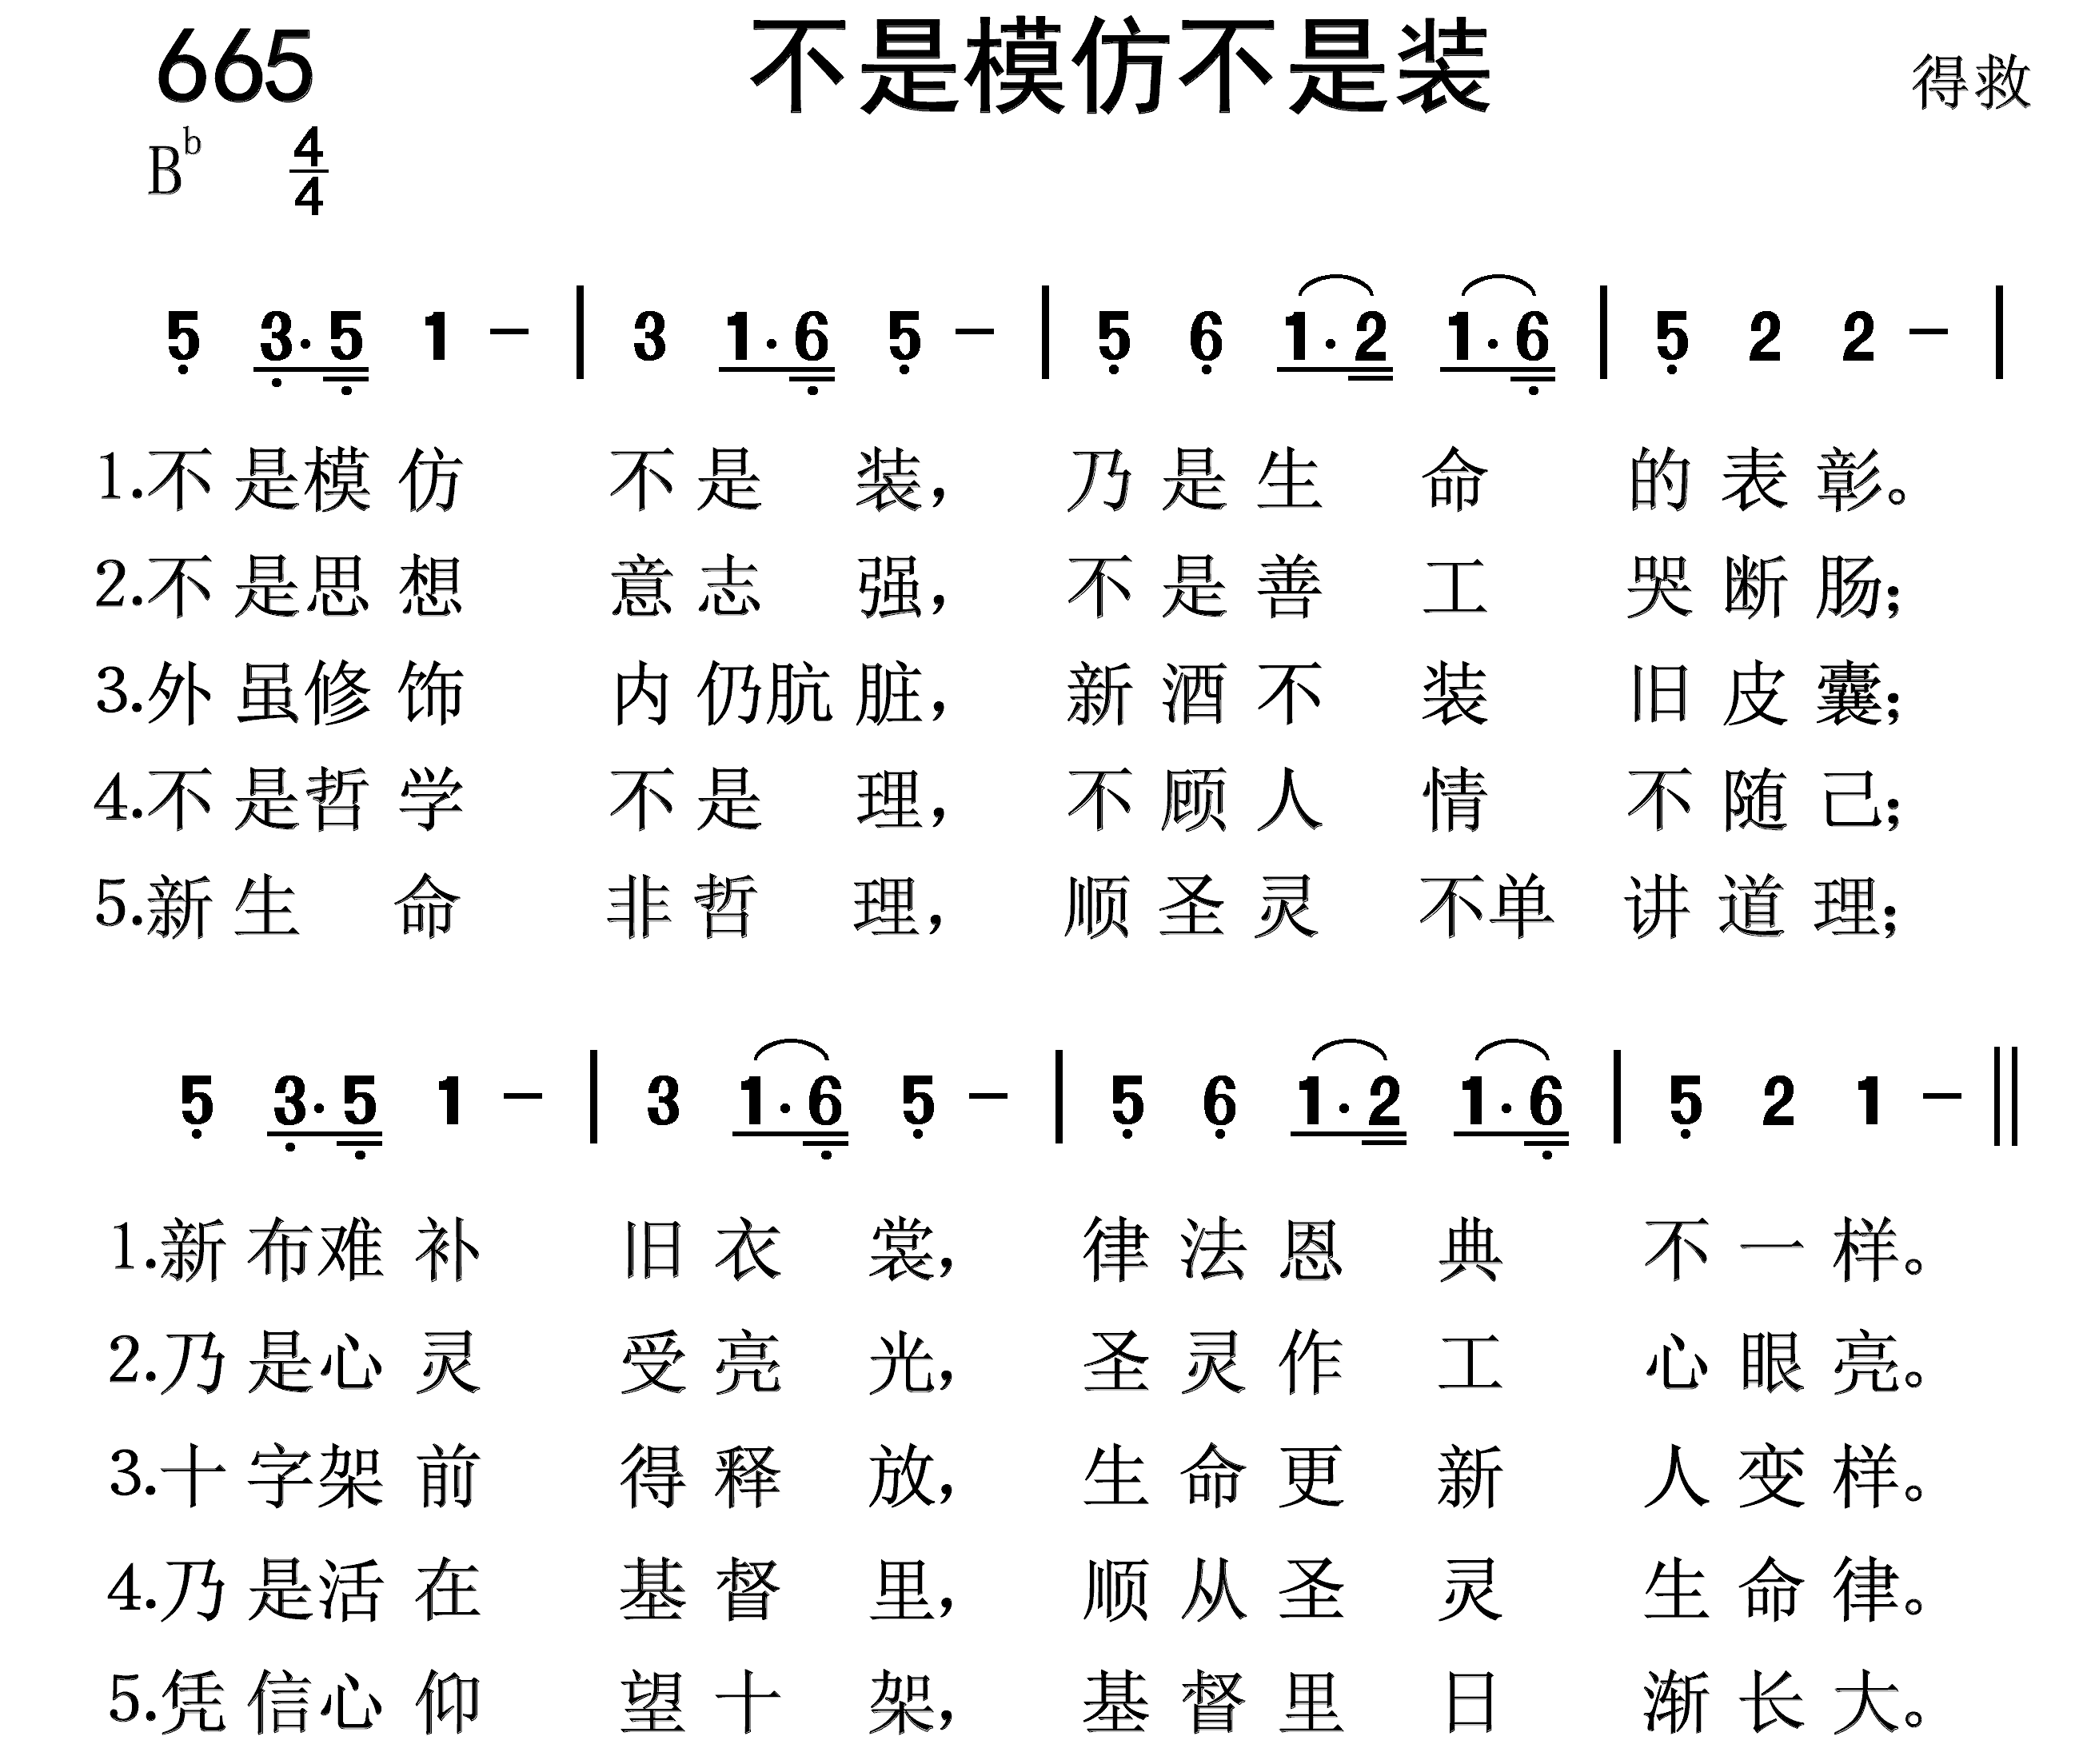 665 不是模仿不是装 得救
B♭ 4/4
5 3·5 1 － | 3 1·6 5 － | 5 6 1·2 1·6 | 5 2 2 － |
1.不是模仿 不是装，乃是生命 的表彰。
2.不是思想 意志强，不是善工 哭断肠；
3.外虽修饰 内仍肮脏，新酒不装 旧皮囊；
4.不是哲学 不是理，不顾人情 不随己；
5.新生命 非哲理，顺圣灵不单 讲道理；
5 3·5 1 － | 3 1·6 5 － | 5 6 1·2 1·6 | 5 2 1 － ‖
1.新布难补 旧衣裳，律法恩典 不一样。
2.乃是心灵 受亮光，圣灵作工 心眼亮。
3.十字架前 得释放，生命更新 人变样。
4.乃是活在 基督里，顺从圣灵 生命律。
5.凭信心仰 望十架，基督里日 渐长大。